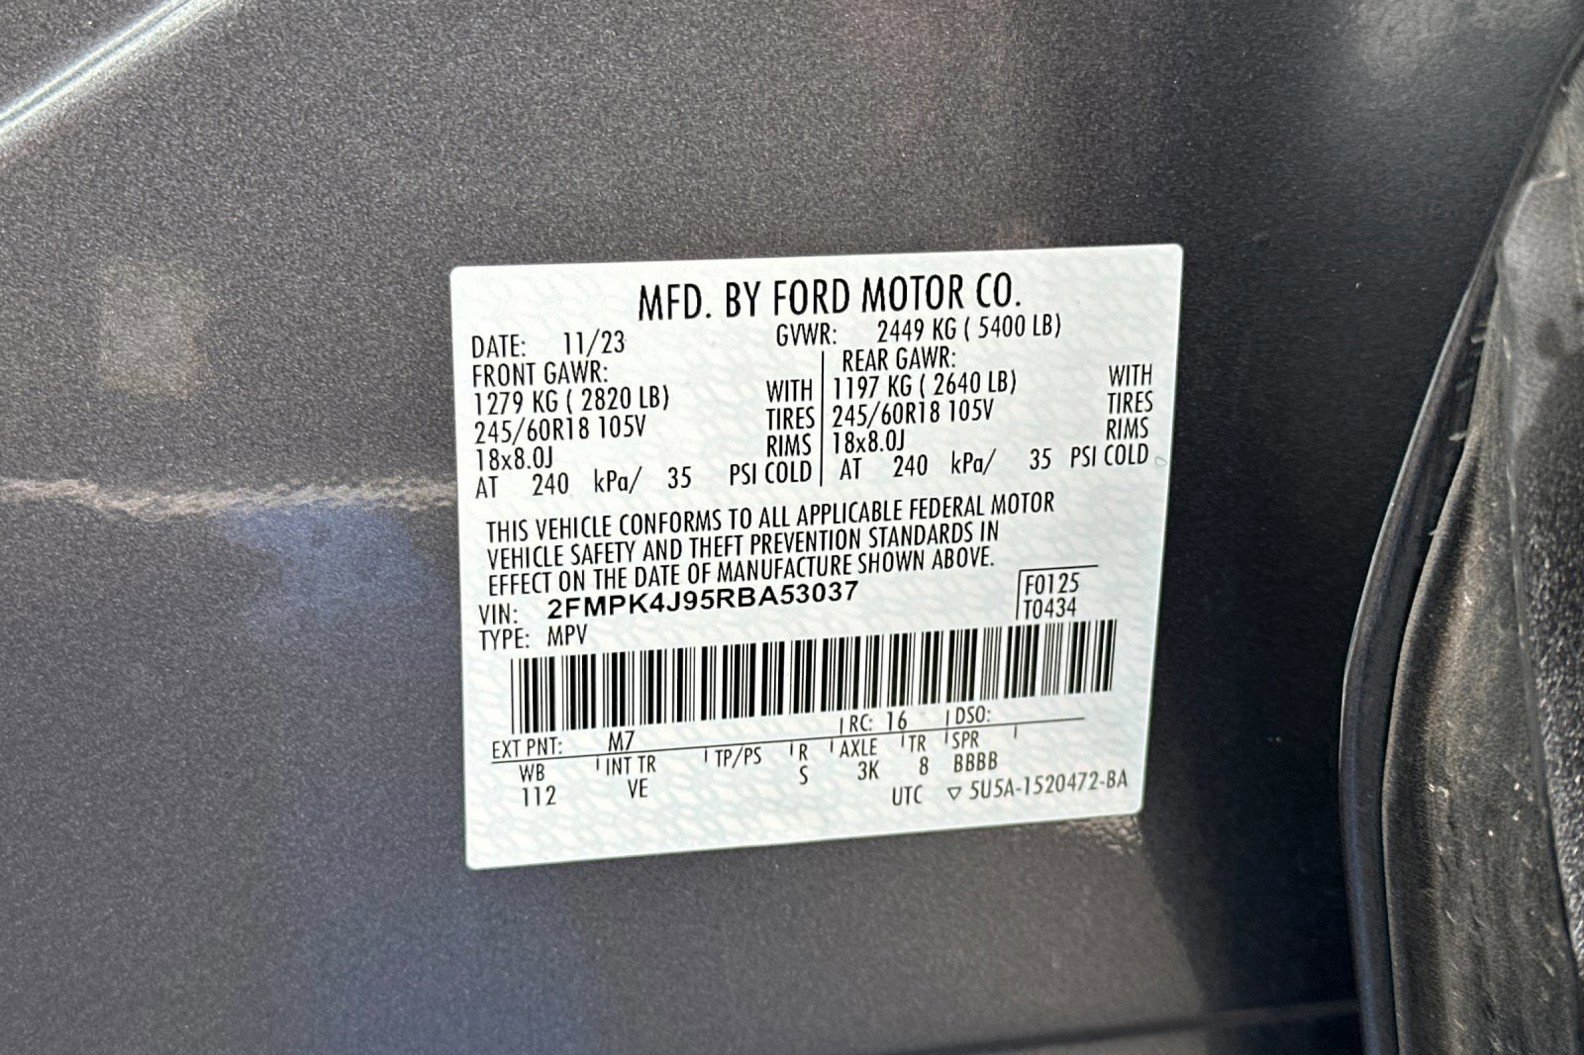 MFD. BY FORD MOTOR CO.
DATE: 11/23 GVWR: 2449 KG ( 5400 LB)
FRONT GAWR: REAR GAWR:
1279 KG ( 2820 LB) WITH 1197 KG ( 2640 LB) WITH
245/60R18 105V TIRES 245/60R18 105V TIRES
18x8.0J RIMS 18x8.0J RIMS
AT 240 kPa/ 35 PSI COLD AT 240 kPa/ 35 PSI COLD
THIS VEHICLE CONFORMS TO ALL APPLICABLE FEDERAL MOTOR
VEHICLE SAFETY AND THEFT PREVENTION STANDARDS IN
EFFECT ON THE DATE OF MANUFACTURE SHOWN ABOVE.
VIN: 2FMPK4J95RBA53037 F0125
TYPE: MPV T0434
RC: 16 DSO:
EXT PNT: M7
WB INT TR TP/PS R AXLE TR SPR
112 VE S 3K 8 BBBB
UTC ▽ 5U5A-1520472-BA